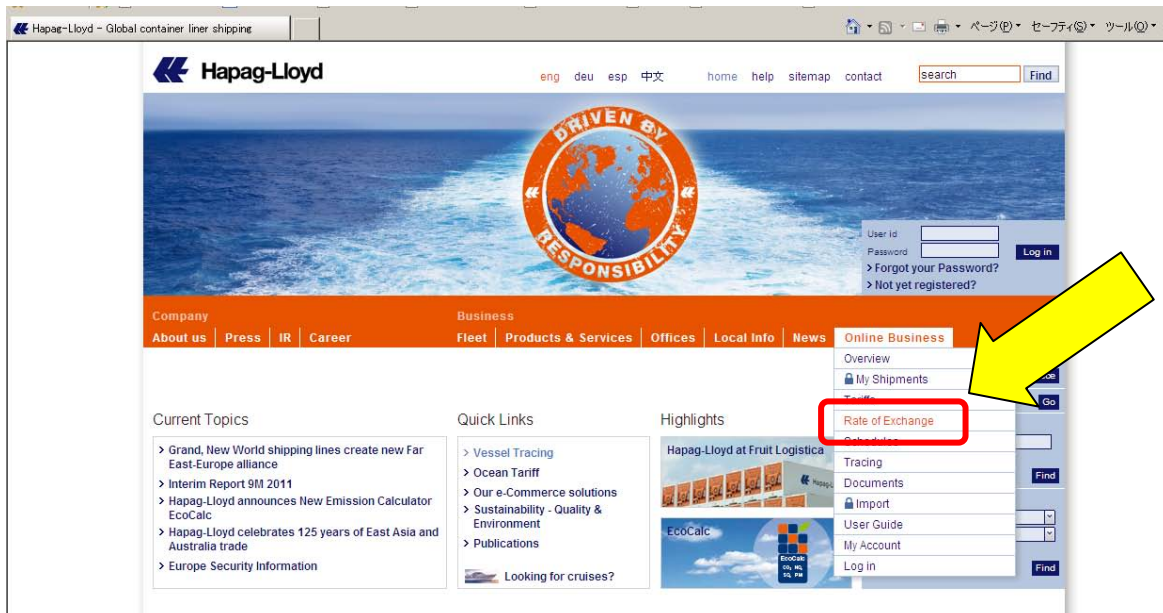 Hapag-Lloyd - Global container liner shipping
ページ(P) セーフティ(S) ツール(O)
Hapag-Lloyd
eng deu esp 中文 home help sitemap contact search Find
DRIVEN BY
RESPONSIBILITY
User id
Password Log in
> Forgot your Password?
> Not yet registered?
Company Business
About us Press IR Career Fleet Products & Services Offices Local Info News Online Business
Overview
My Shipments
Tariffs
Go
Rate of Exchange
Schedules
Tracing
Find
Documents
Import
User Guide
My Account
Log in
Find
Current Topics
> Grand, New World shipping lines create new Far
East-Europe alliance
> Interim Report 9M 2011
> Hapag-Lloyd announces New Emission Calculator
EcoCalc
> Hapag-Lloyd celebrates 125 years of East Asia and
Australia trade
> Europe Security Information
Quick Links
> Vessel Tracing
> Ocean Tariff
> Our e-Commerce solutions
> Sustainability - Quality &
Environment
> Publications
Looking for cruises?
Highlights
Hapag-Lloyd at Fruit Logistica
EcoCalc
EcoCalc